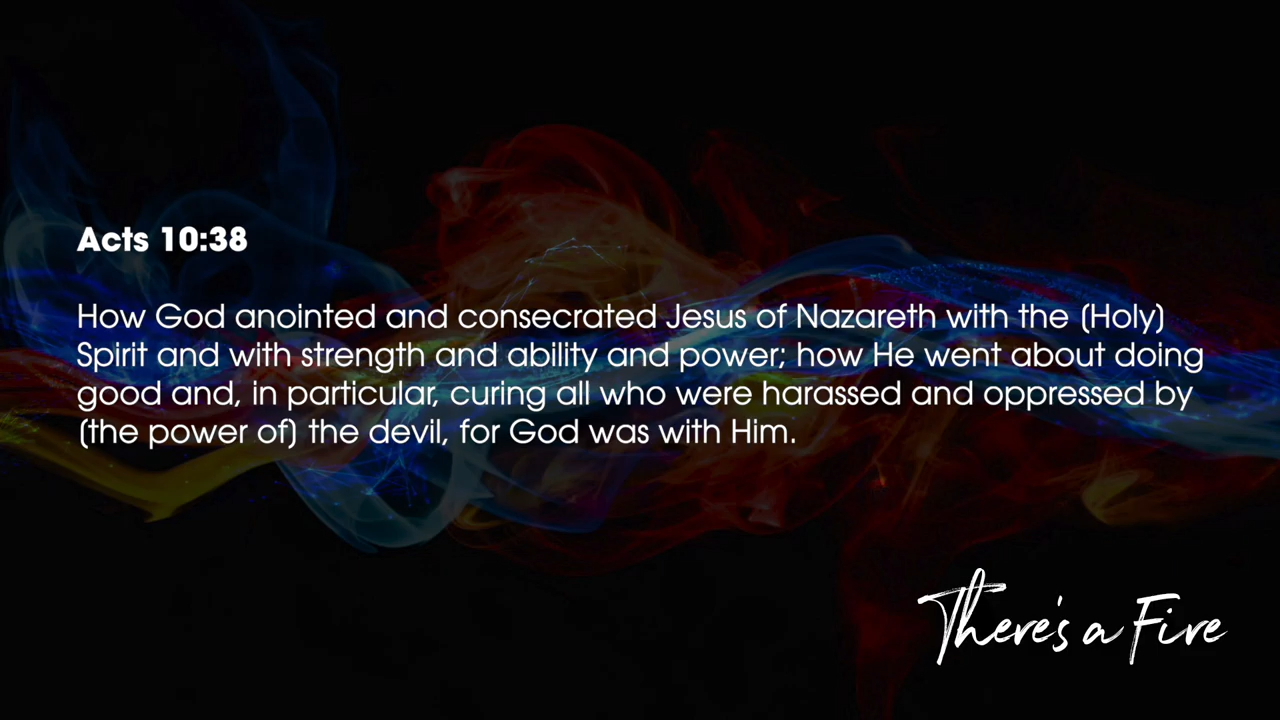 Acts 10:38
How God anointed and consecrated Jesus of Nazareth with the (Holy)
Spirit and with strength and ability and power; how He went about doing
good and, in particular, curing all who were harassed and oppressed by
(the power of) the devil, for God was with Him.
There's a Fire